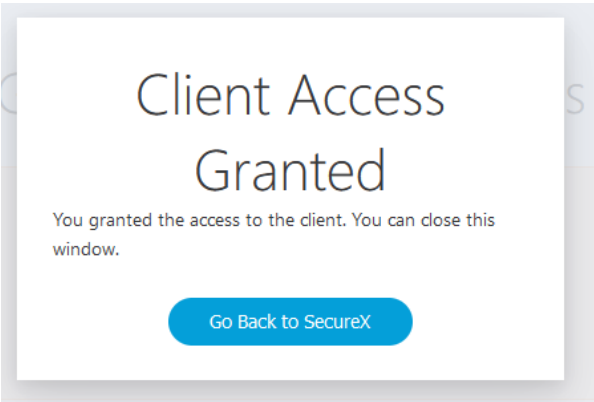 Client Access
Granted
You granted the access to the client. You can close this
window.
Go Back to SecureX